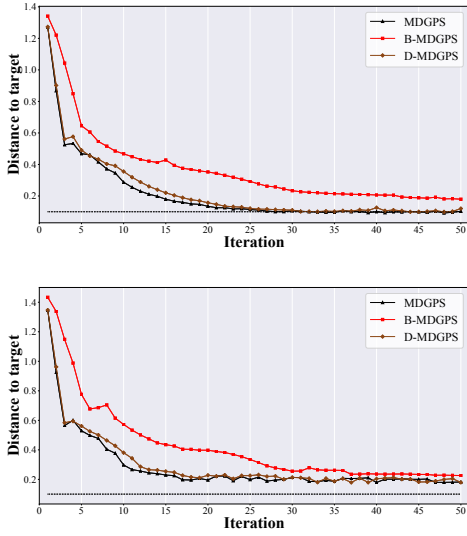 1.4
1.2
1.0
0.8
0.6
0.4
0.2
Distance to target
MDGPS
B-MDGPS
D-MDGPS
0 5 10 15 20 25 30 35 40 45 50
Iteration
1.4
1.2
1.0
0.8
0.6
0.4
0.2
Distance to target
MDGPS
B-MDGPS
D-MDGPS
0 5 10 15 20 25 30 35 40 45 50
Iteration